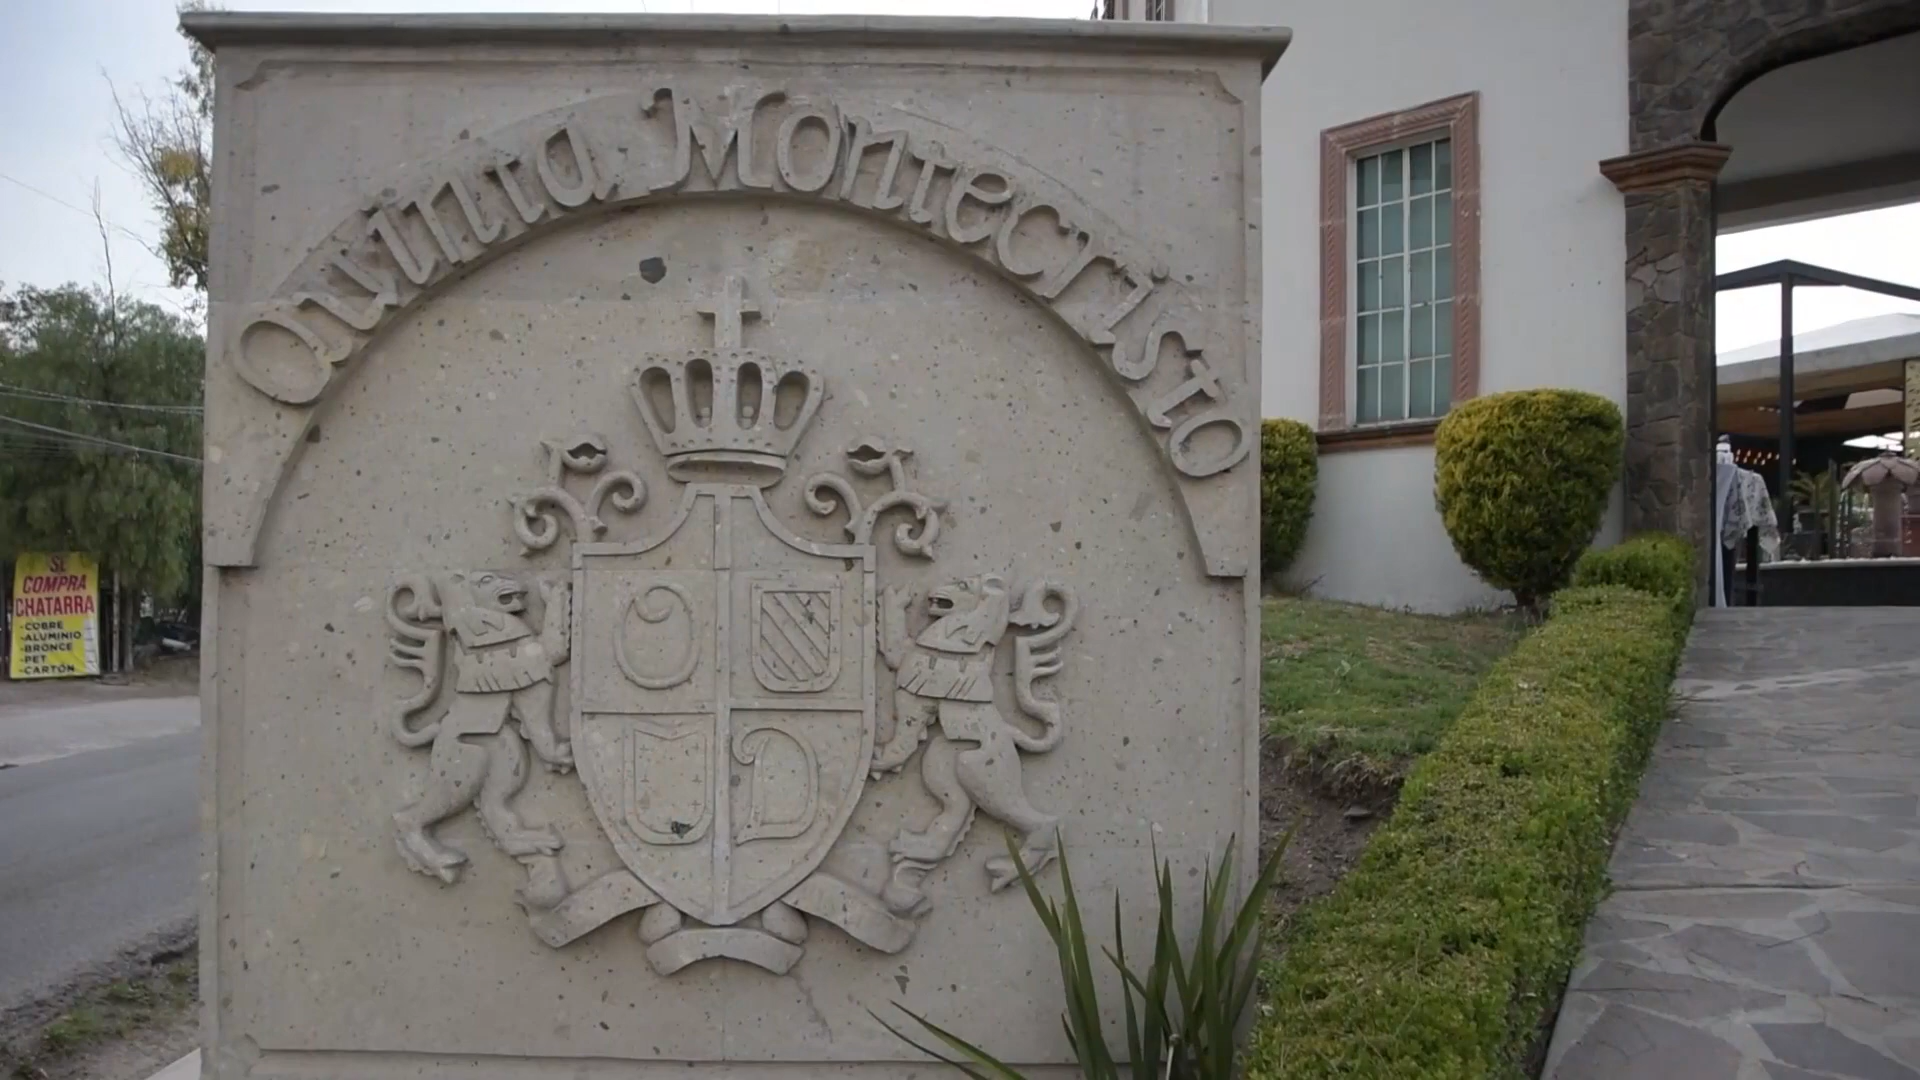 Quinta Montecristo
SE
COMPRA
CHATARRA
-COBRE
-ALUMINIO
-BRONCE
-PET
-CARTÓN